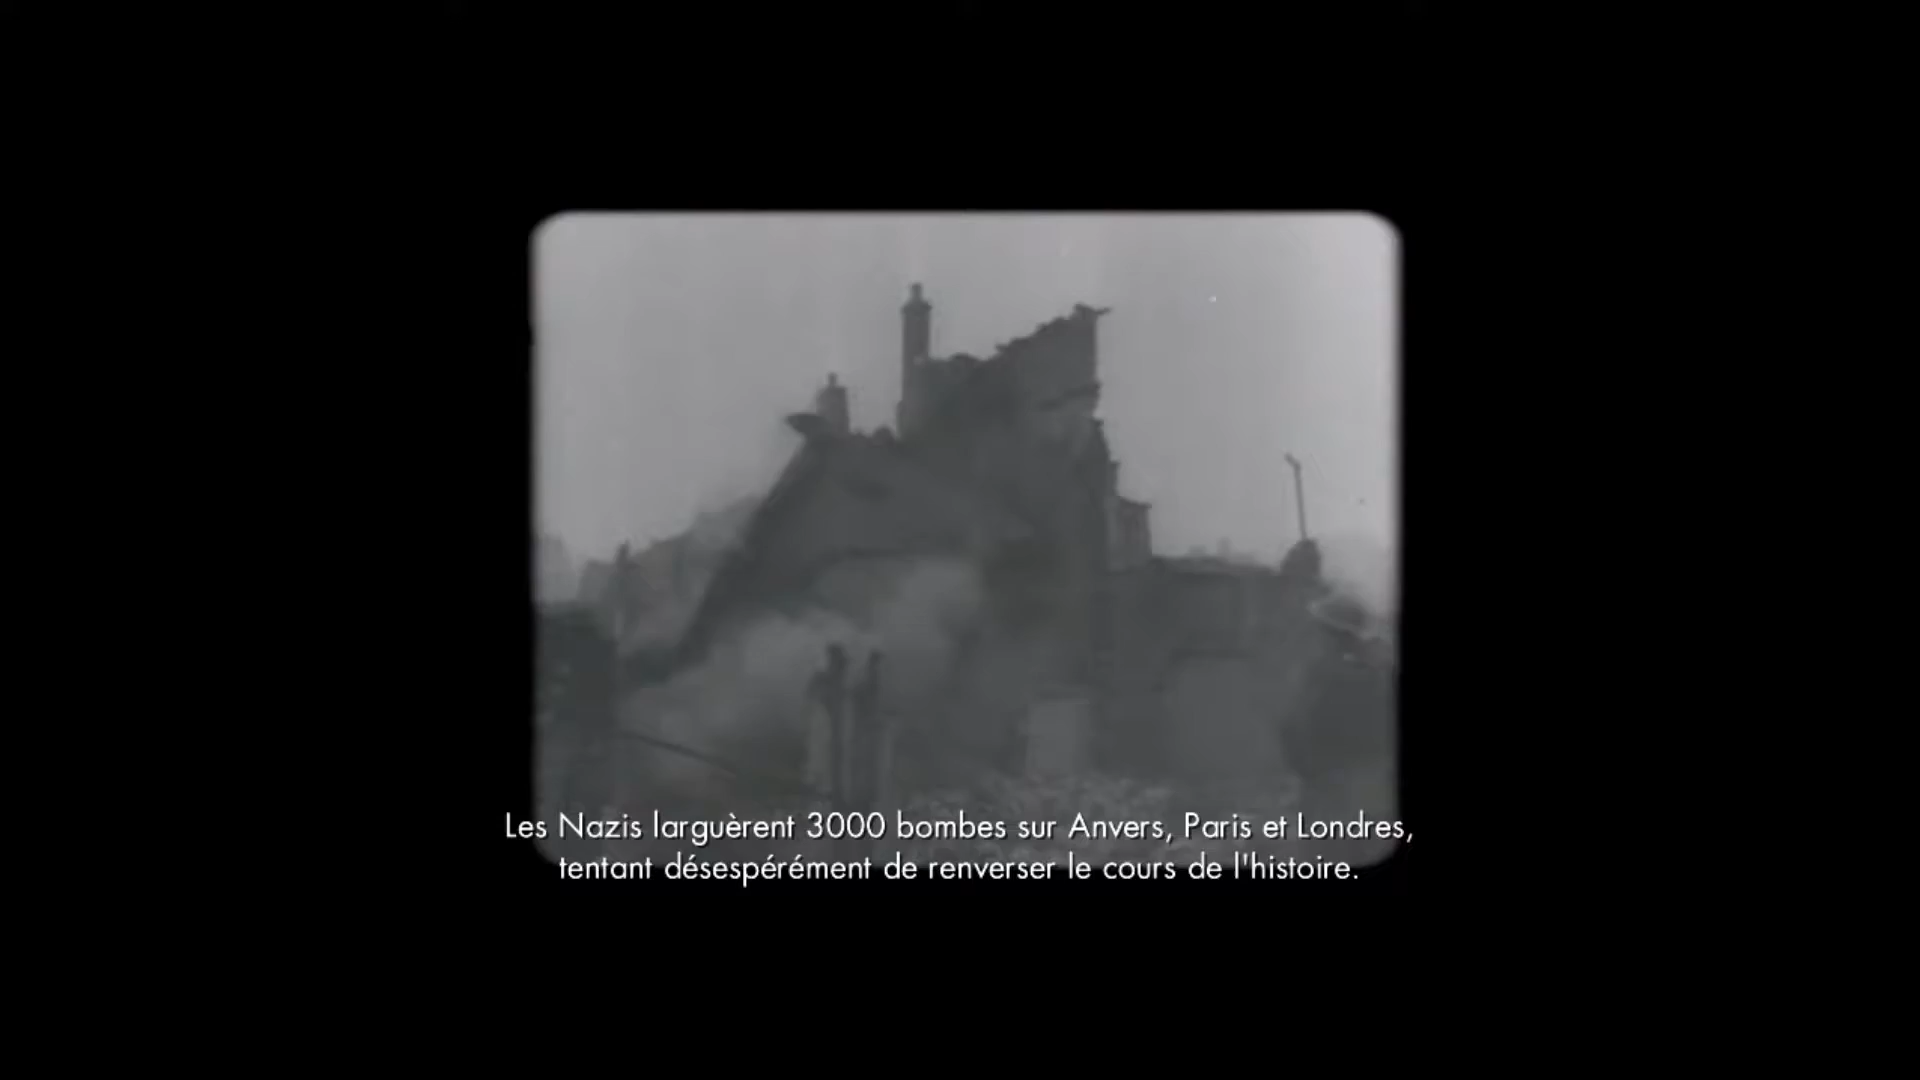 Les Nazis larguèrent 3000 bombes sur Anvers, Paris et Londres,
tentant désespérément de renverser le cours de l'histoire.